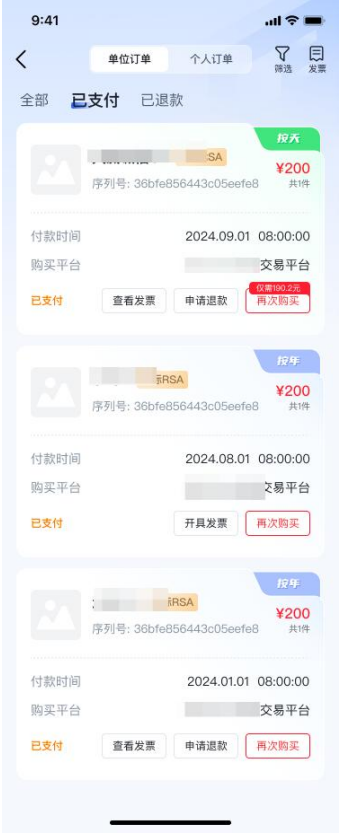 9:41
单位订单 个人订单 筛选 发票
全部 已支付 已退款
按天
SA ¥200
序列号: 36bfe856443c05eefe8 共1件
付款时间 2024.09.01 08:00:00
购买平台 交易平台
仅需190.2元
已支付 查看发票 申请退款 再次购买
按年
RSA ¥200
序列号: 36bfe856443c05eefe8 共1件
付款时间 2024.08.01 08:00:00
购买平台 交易平台
已支付 开具发票 再次购买
按年
RSA ¥200
序列号: 36bfe856443c05eefe8 共1件
付款时间 2024.01.01 08:00:00
购买平台 交易平台
已支付 查看发票 申请退款 再次购买